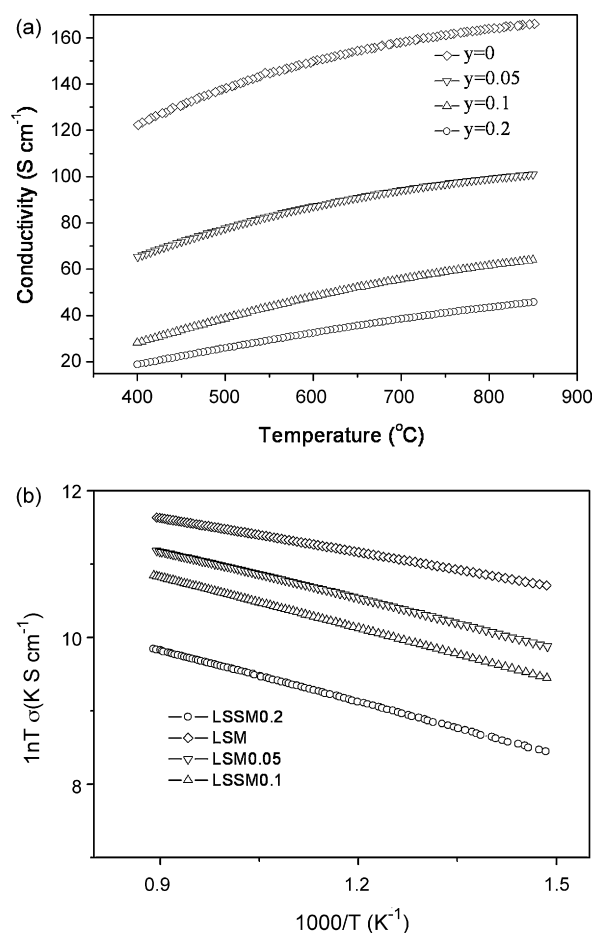 (a)
160
140
120
100
80
60
40
20
Conductivity (S cm⁻¹)
y=0
y=0.05
y=0.1
y=0.2
400 500 600 700 800 900
Temperature (°C)
(b)
12
10
8
1nT σ(K S cm⁻¹)
LSSM0.2
LSM
LSM0.05
LSSM0.1
0.9 1.2 1.5
1000/T (K⁻¹)